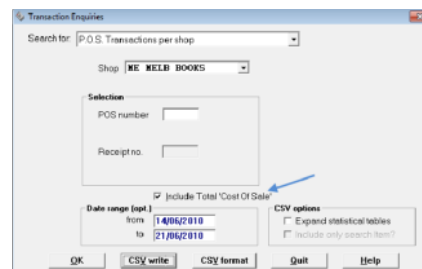 Transaction Enquiries
Search for: P.O.S. Transactions per shop
Shop ME MELB BOOKS
Selection
POS number
Receipt no.
Include Total 'Cost Of Sale'
Date range [opt.]
from 14/06/2010
to 21/06/2010
CSV options
Expand statistical tables
Include only search item?
OK CSV write CSV format Quit Help